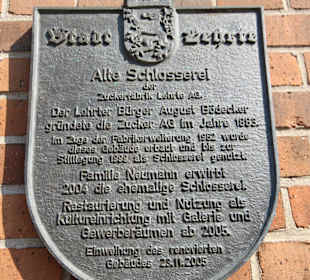 Stadt Lehrte
Alte Schlosserei
der
Zuckerfabrik Lehrte AG.
Der Lehrter Bürger August Bödecker
gründete die Zucker AG im Jahre 1883.
Im Zuge der Fabrikerweiterung 1952 wurde
dieses Gebäude erbaut und bis zur
Stilllegung 1998 als Schlosserei genutzt.
Familie Neumann erwirbt
2004 die ehemalige Schlosserei.
Restaurierung und Nutzung als
Kultureinrichtung mit Galerie und
Gewerberäumen ab 2005.
Einweihung des renovierten
Gebäudes 23.11.2005